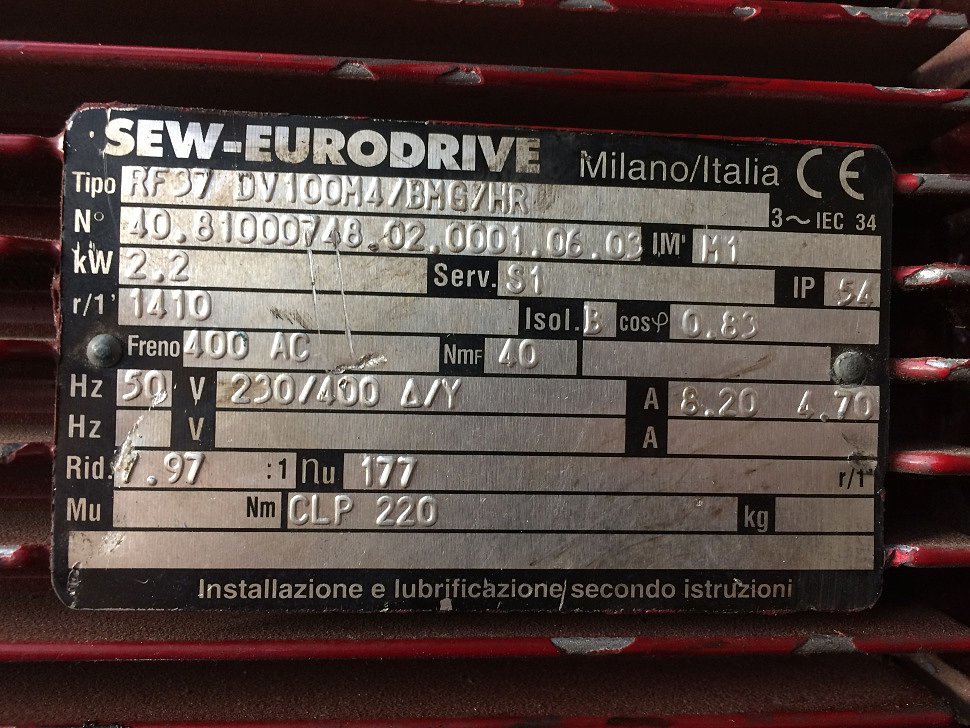 SEW-EURODRIVE Milano/Italia CE
Tipo RF37 DV100M4/BMG/HR 3~ IEC 34
N° 40.81000748.02.0001.06.03 IM' M1
kW 2.2 Serv. S1 IP 54
r/1' 1410 Isol. B cosφ 0.83
Freno 400 AC NmF 40
Hz 50 V 230/400 Δ/Y A 8.20 4.70
Hz V A
Rid. 7.97 :1 nu 177 r/1'
Mu Nm CLP 220 kg
Installazione e lubrificazione secondo istruzioni